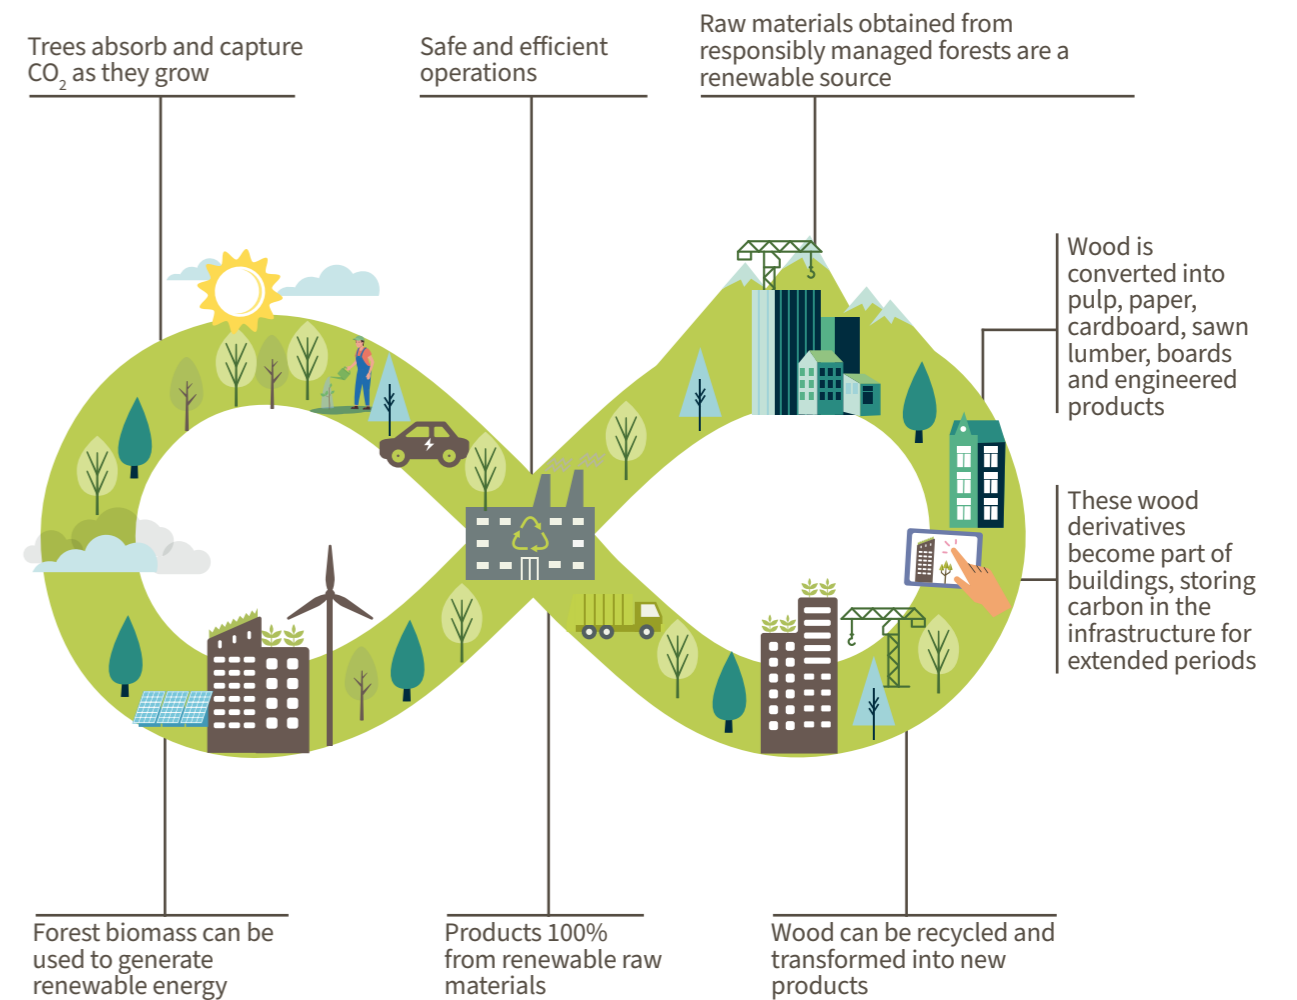 Trees absorb and capture
CO₂ as they grow
Safe and efficient
operations
Raw materials obtained from
responsibly managed forests are a
renewable source
Wood is
converted into
pulp, paper,
cardboard, sawn
lumber, boards
and engineered
products
These wood
derivatives
become part of
buildings, storing
carbon in the
infrastructure for
extended periods
Forest biomass can be
used to generate
renewable energy
Products 100%
from renewable raw
materials
Wood can be recycled and
transformed into new
products